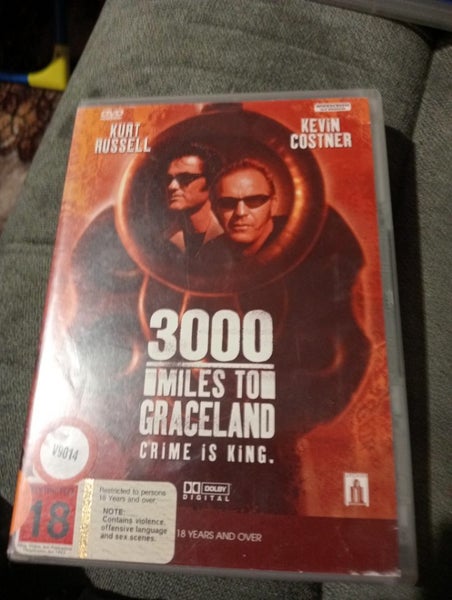 DVD
KURT
RUSSELL
KEVIN
COSTNER
3000
MILES TO
GRACELAND
CRIME IS KING.
V9014
DOLBY
DIGITAL
18
Restricted to persons
18 Years and over.
NOTE:
Contains violence,
offensive language
and sex scenes.
18 YEARS AND OVER